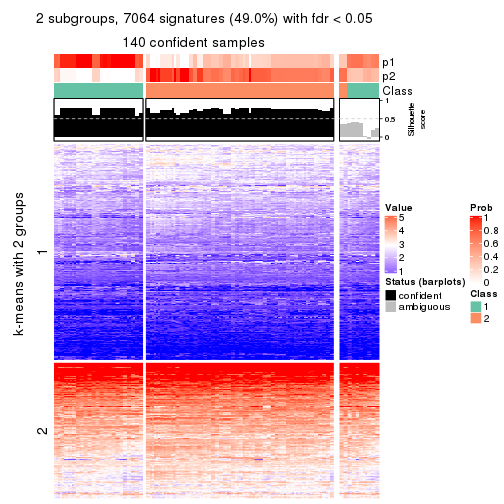 2 subgroups, 7064 signatures (49.0%) with fdr < 0.05
140 confident samples
p1
p2
Class
1
0.5
0
Silhouette
score
k-means with 2 groups
1
2
Value
5
4
3
2
1
Status (barplots)
confident
ambiguous
Prob
1
0.8
0.6
0.4
0.2
0
Class
1
2